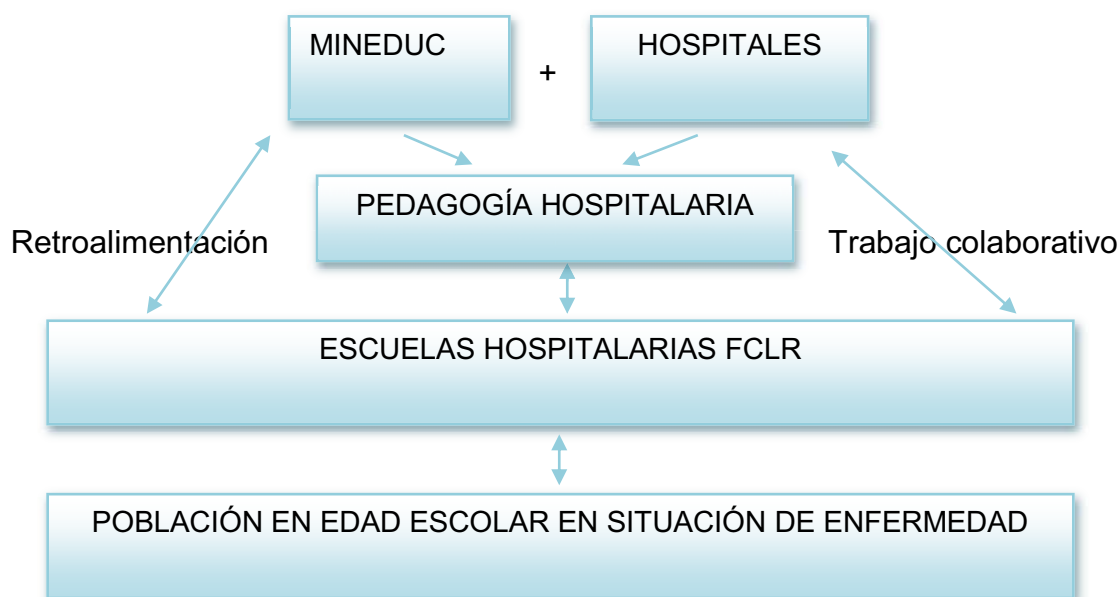 MINEDUC
+
HOSPITALES
PEDAGOGÍA HOSPITALARIA
Retroalimentación
Trabajo colaborativo
ESCUELAS HOSPITALARIAS FCLR
POBLACIÓN EN EDAD ESCOLAR EN SITUACIÓN DE ENFERMEDAD